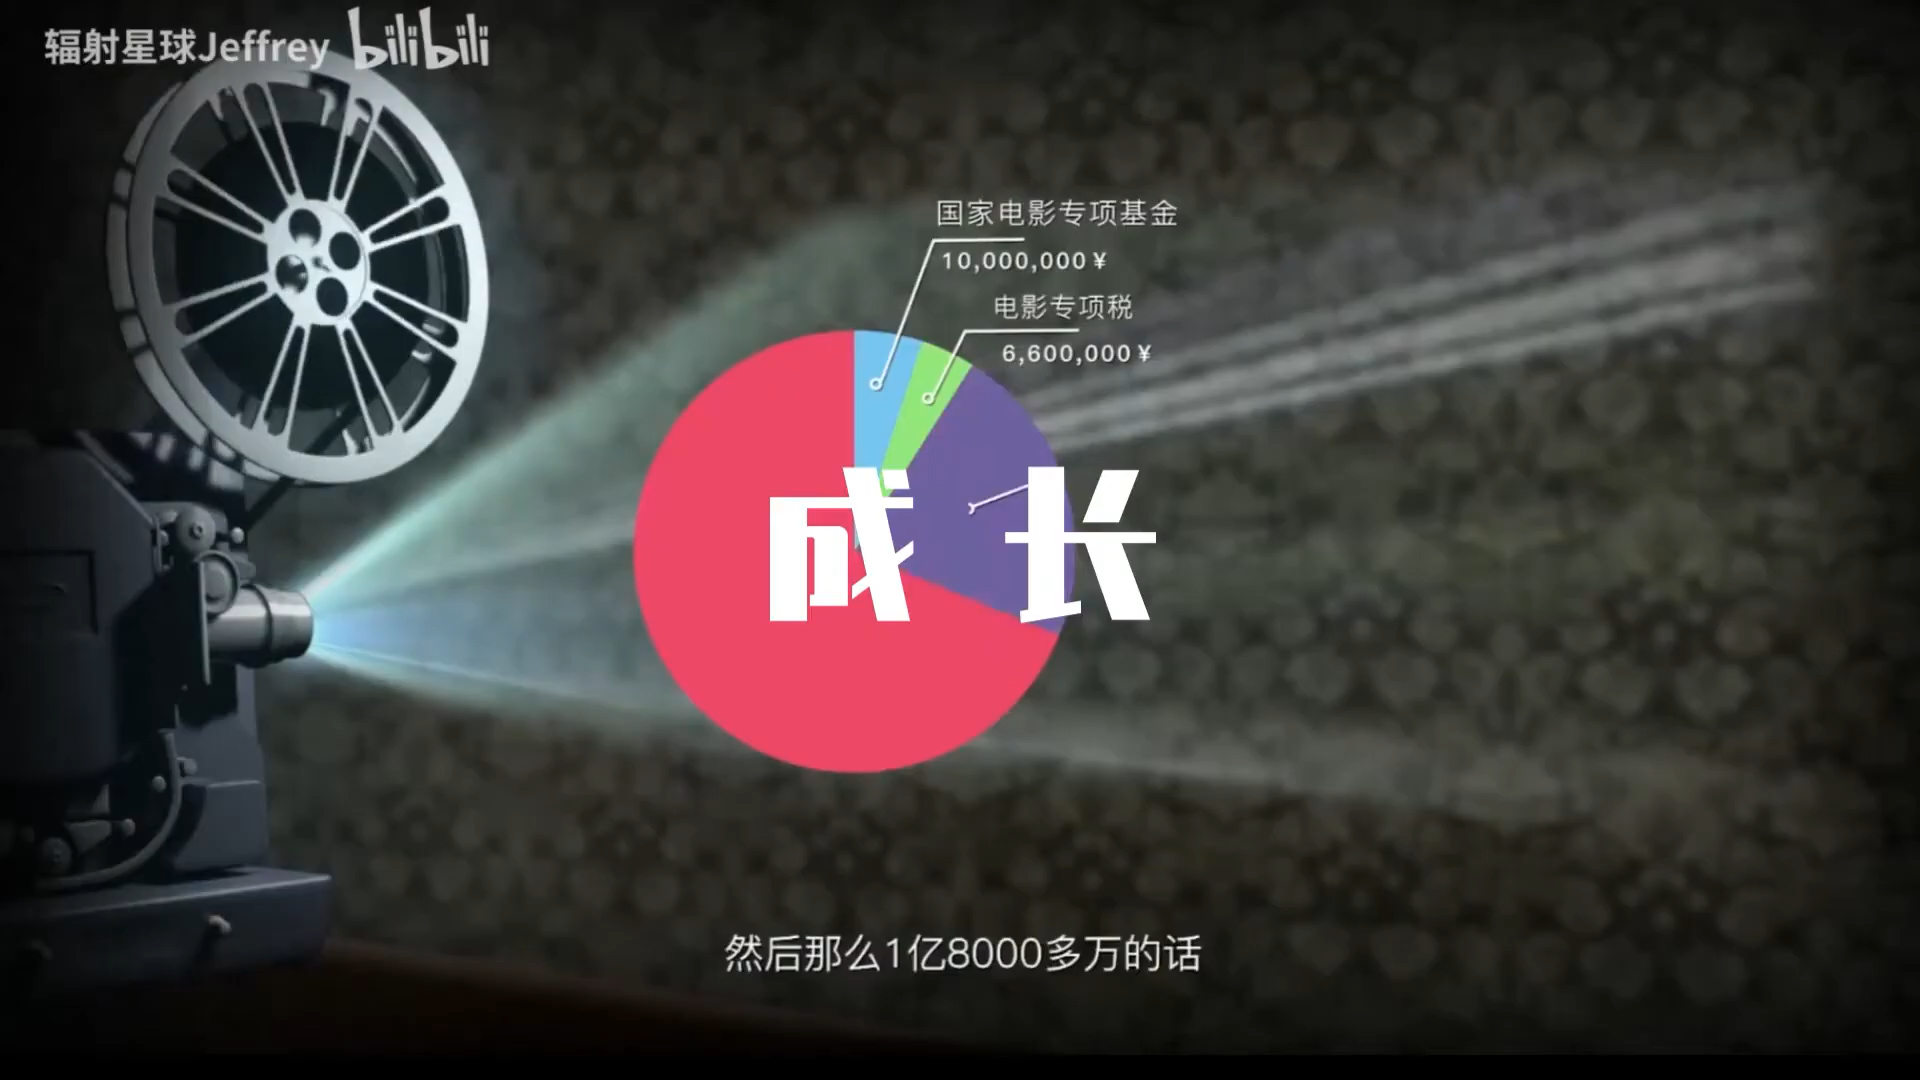 辐射星球Jeffrey bilibili
国家电影专项基金
10,000,000¥
电影专项税
6,600,000¥
成长
然后那么1亿8000多万的话